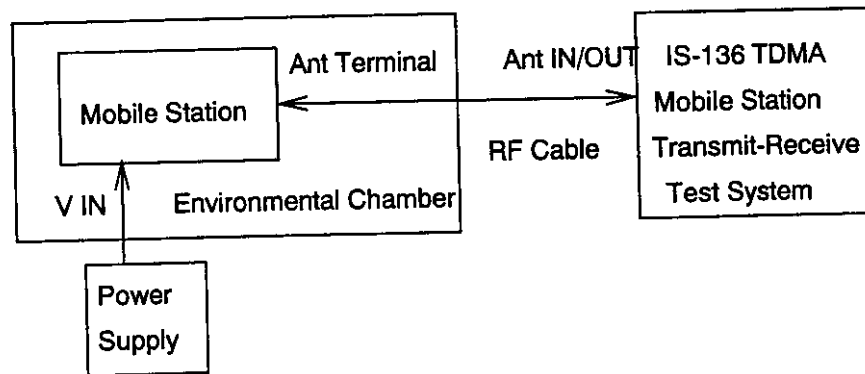 Mobile Station
Ant Terminal
V IN
Environmental Chamber
Power
Supply
Ant IN/OUT
RF Cable
IS-136 TDMA
Mobile Station
Transmit-Receive
Test System